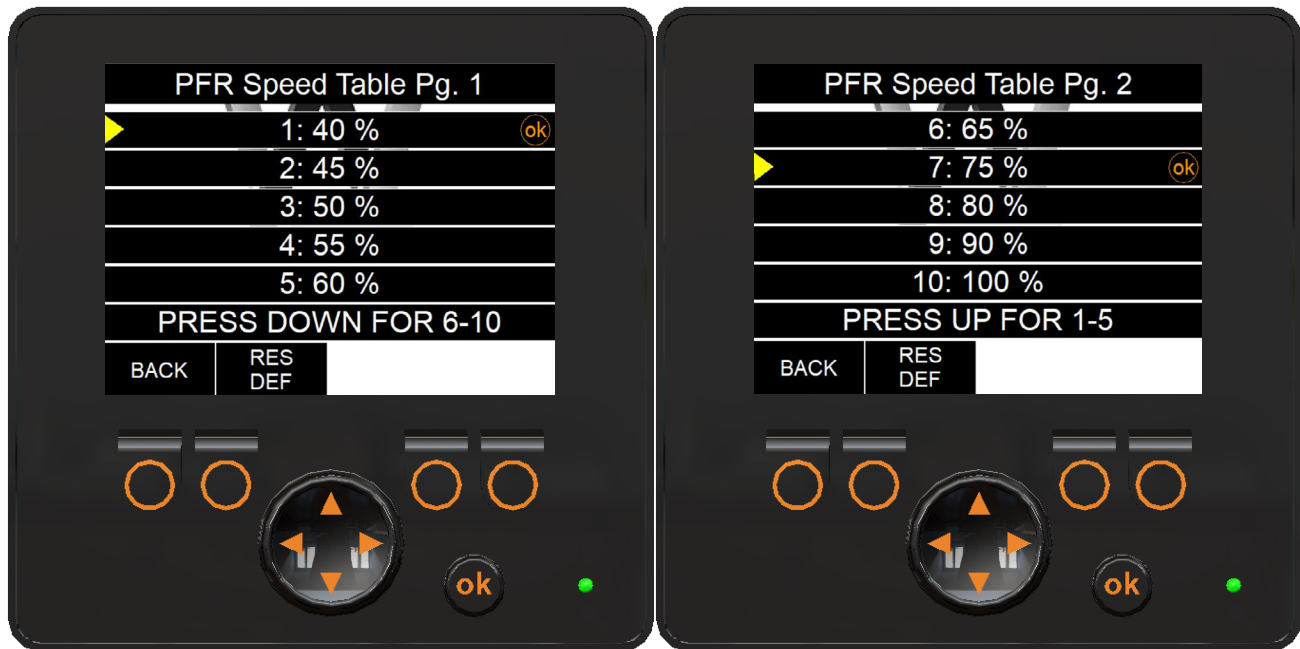 PFR Speed Table Pg. 1
1: 40 % ok
2: 45 %
3: 50 %
4: 55 %
5: 60 %
PRESS DOWN FOR 6-10
BACK
RES
DEF
ok
PFR Speed Table Pg. 2
6: 65 %
7: 75 % ok
8: 80 %
9: 90 %
10: 100 %
PRESS UP FOR 1-5
BACK
RES
DEF
ok